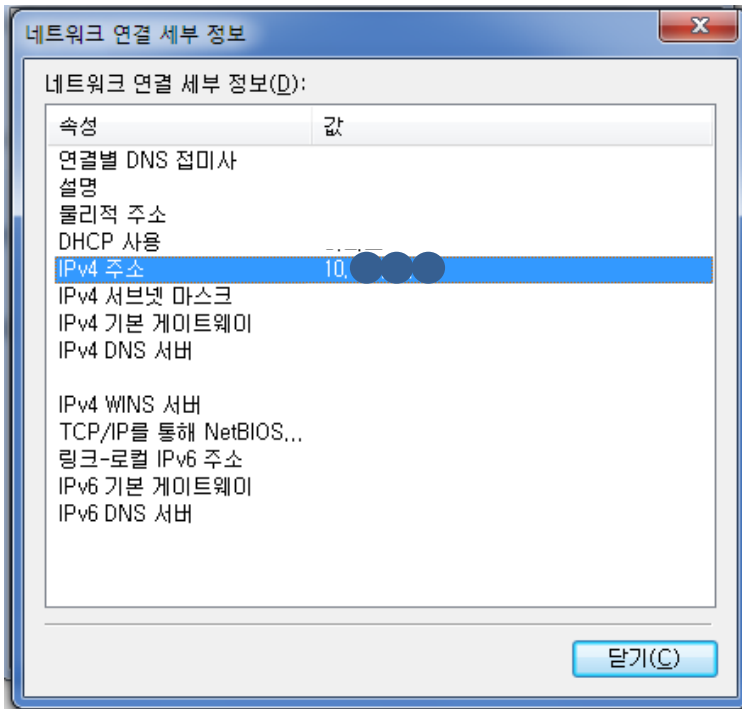 네트워크 연결 세부 정보
네트워크 연결 세부 정보(D):
속성 값
연결별 DNS 접미사
설명
물리적 주소
DHCP 사용
IPv4 주소 10,
IPv4 서브넷 마스크
IPv4 기본 게이트웨이
IPv4 DNS 서버
IPv4 WINS 서버
TCP/IP를 통해 NetBIOS...
링크-로컬 IPv6 주소
IPv6 기본 게이트웨이
IPv6 DNS 서버
닫기(C)